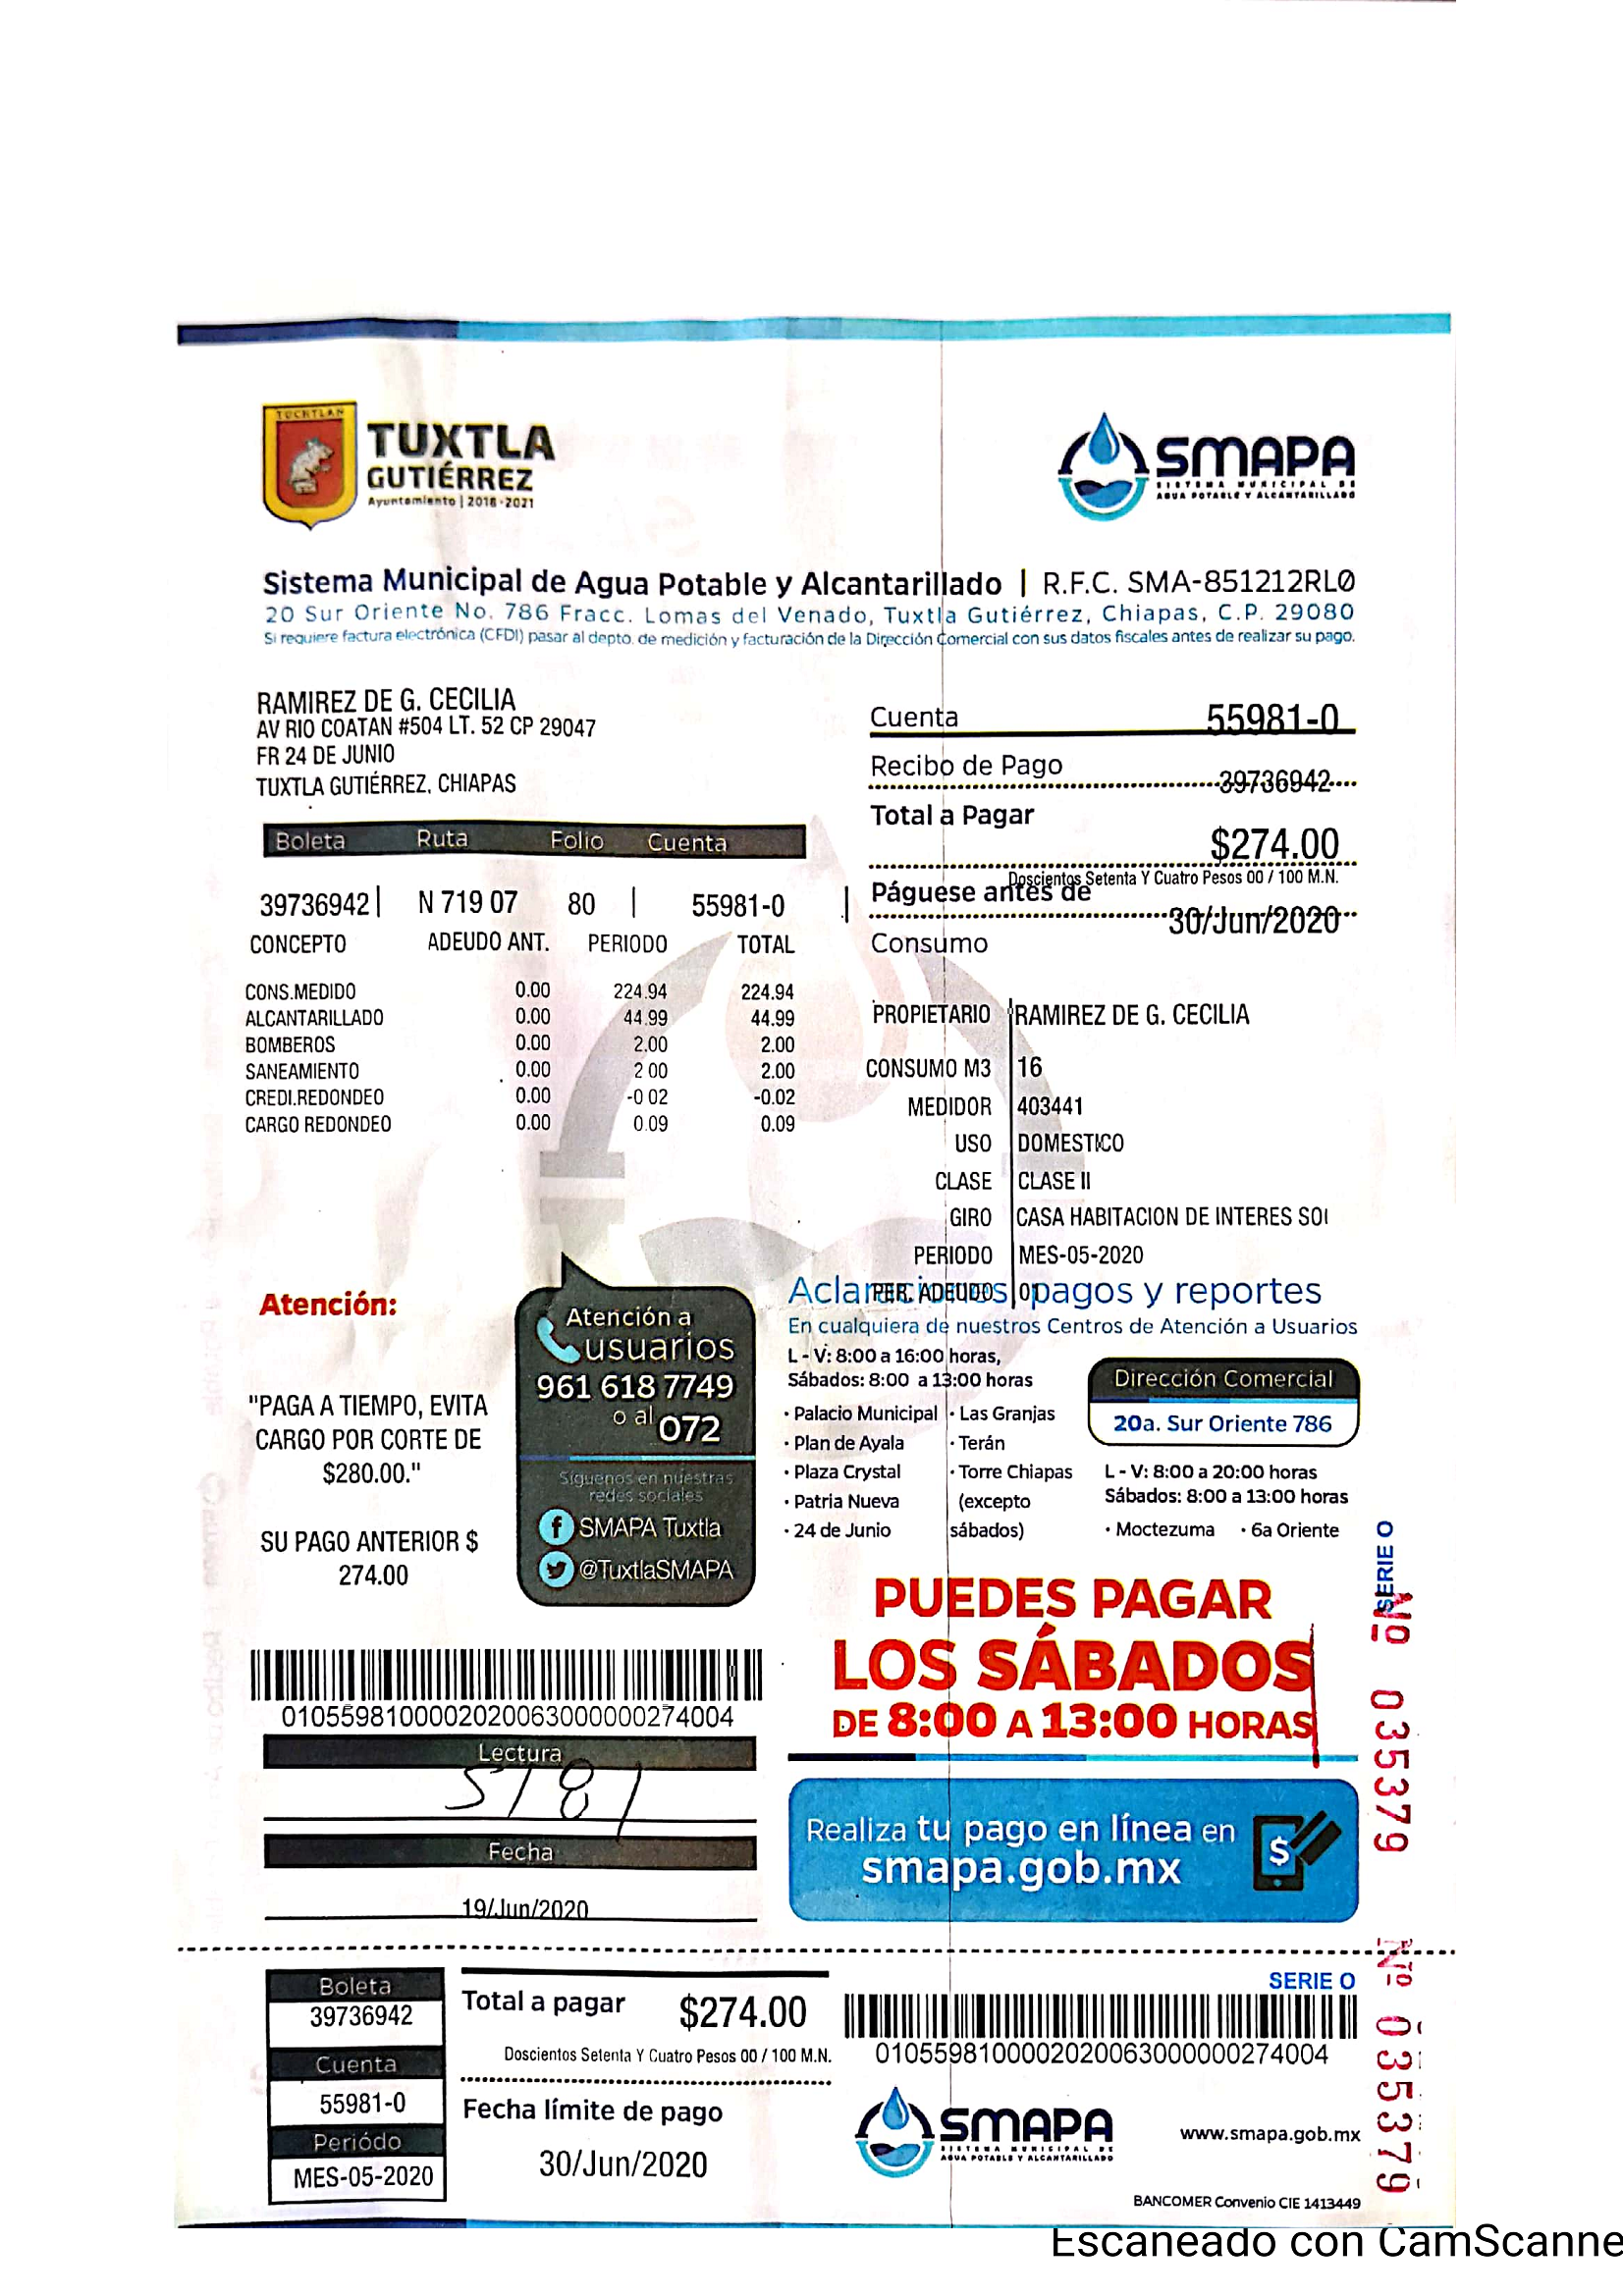 TUCHTLAN
TUXTLA
GUTIÉRREZ
Ayuntamiento | 2018-2021
SMAPA
SISTEMA MUNICIPAL DE
AGUA POTABLE Y ALCANTARILLADO
Sistema Municipal de Agua Potable y Alcantarillado | R.F.C. SMA-851212RL0
20 Sur Oriente No. 786 Fracc. Lomas del Venado, Tuxtla Gutiérrez, Chiapas, C.P. 29080
Si requiere factura electrónica (CFDI) pasar al depto. de medición y facturación de la Dirección Comercial con sus datos fiscales antes de realizar su pago.
RAMIREZ DE G. CECILIA
AV RIO COATAN #504 LT. 52 CP 29047
FR 24 DE JUNIO
TUXTLA GUTIÉRREZ, CHIAPAS
Cuenta 55981-0
Recibo de Pago 39736942
Total a Pagar
$274.00
Doscientos Setenta Y Cuatro Pesos 00 / 100 M.N.
Páguese antes de
30/Jun/2020
Consumo
Boleta Ruta Folio Cuenta
39736942 | N 719 07 80 | 55981-0 |
CONCEPTO ADEUDO ANT. PERIODO TOTAL
CONS.MEDIDO 0.00 224.94 224.94
ALCANTARILLADO 0.00 44.99 44.99
BOMBEROS 0.00 2.00 2.00
SANEAMIENTO 0.00 2 00 2.00
CREDI.REDONDEO 0.00 -0 02 -0.02
CARGO REDONDEO 0.00 0.09 0.09
PROPIETARIO RAMIREZ DE G. CECILIA
CONSUMO M3 16
MEDIDOR 403441
USO DOMESTICO
CLASE CLASE II
GIRO CASA HABITACION DE INTERES SOI
PERIODO MES-05-2020
PER. ADEUDO 0
Atención:
"PAGA A TIEMPO, EVITA
CARGO POR CORTE DE
$280.00."
SU PAGO ANTERIOR $
274.00
Atención a
usuarios
961 618 7749
o al 072
Síguenos en nuestras
redes sociales
SMAPA Tuxtla
@TuxtlaSMAPA
Aclaraciones, pagos y reportes
En cualquiera de nuestros Centros de Atención a Usuarios
L - V: 8:00 a 16:00 horas,
Sábados: 8:00 a 13:00 horas
· Palacio Municipal · Las Granjas
· Plan de Ayala · Terán
· Plaza Crystal · Torre Chiapas
· Patria Nueva (excepto
· 24 de Junio sábados)
Dirección Comercial
20a. Sur Oriente 786
L - V: 8:00 a 20:00 horas
Sábados: 8:00 a 13:00 horas
· Moctezuma · 6a Oriente
PUEDES PAGAR
LOS SÁBADOS
DE 8:00 A 13:00 HORAS
SERIE O
Nº 035379
0105598100002020063000000274004
Lectura
5181
Fecha
19/Jun/2020
Realiza tu pago en línea en
smapa.gob.mx
$
Boleta
39736942
Cuenta
55981-0
Periódo
MES-05-2020
Total a pagar $274.00
Doscientos Setenta Y Cuatro Pesos 00 / 100 M.N.
Fecha límite de pago
30/Jun/2020
SERIE O
0105598100002020063000000274004
SMAPA
SISTEMA MUNICIPAL DE
AGUA POTABLE Y ALCANTARILLADO
www.smapa.gob.mx
BANCOMER Convenio CIE 1413449
Nº 035379
Escaneado con CamScanne